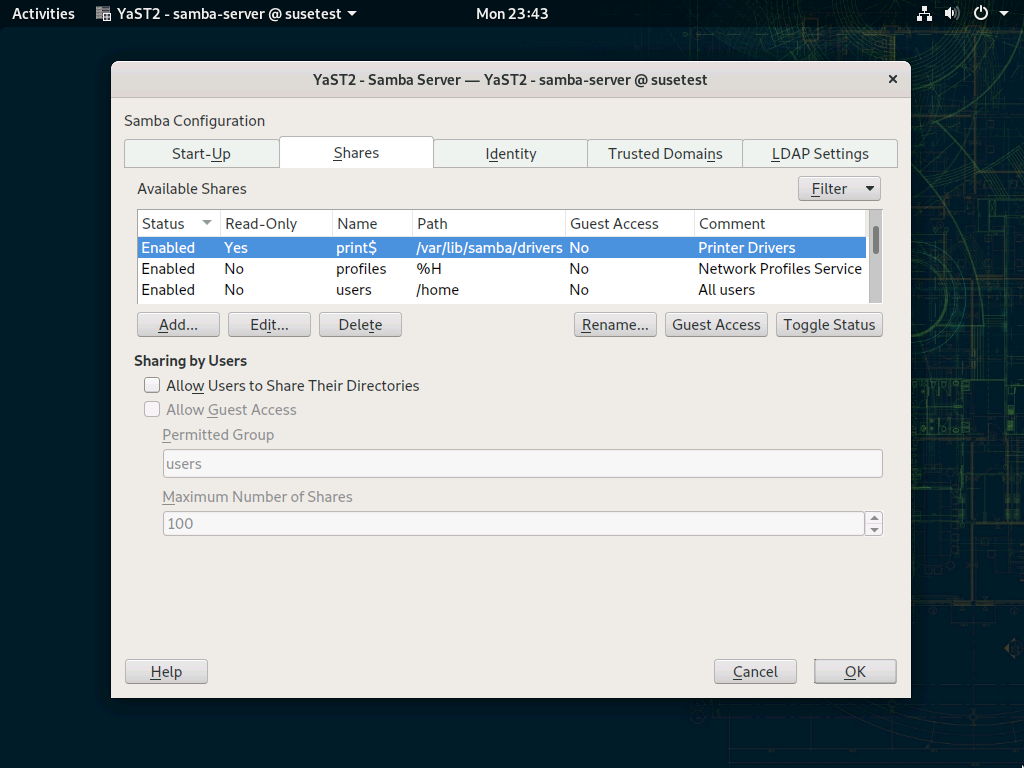 Activities YaST2 - samba-server @ susetest Mon 23:43
YaST2 - Samba Server — YaST2 - samba-server @ susetest
Samba Configuration
Start-Up Shares Identity Trusted Domains LDAP Settings
Available Shares Filter
Status Read-Only Name Path Guest Access Comment
Enabled Yes print$ /var/lib/samba/drivers No Printer Drivers
Enabled No profiles %H No Network Profiles Service
Enabled No users /home No All users
Add... Edit... Delete Rename... Guest Access Toggle Status
Sharing by Users
Allow Users to Share Their Directories
Allow Guest Access
Permitted Group
users
Maximum Number of Shares
100
Help Cancel OK